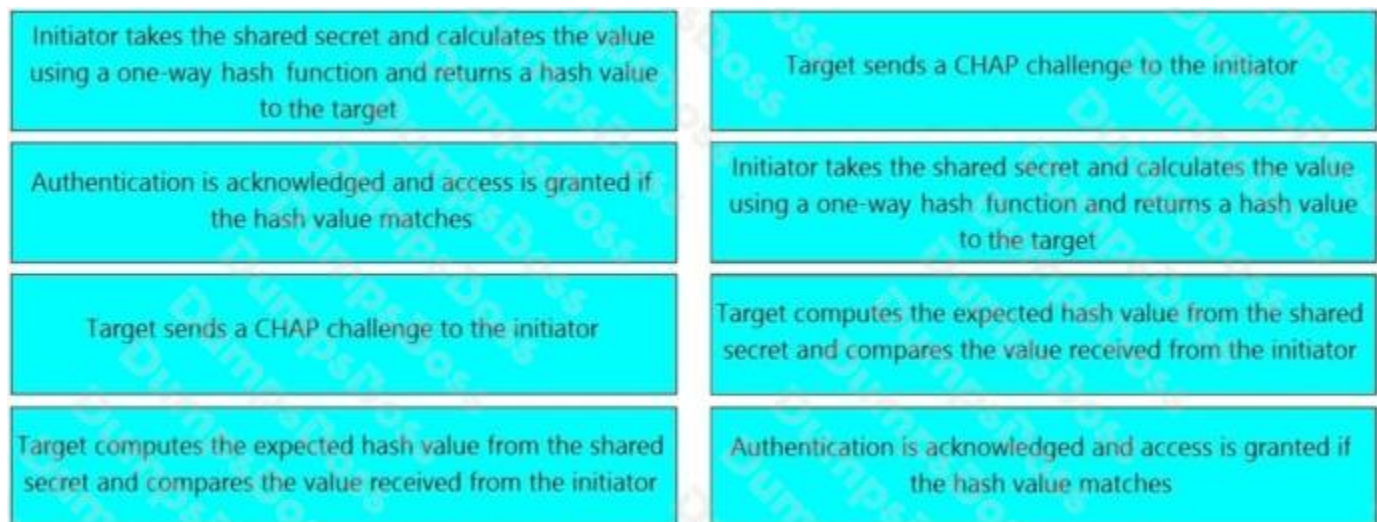 Initiator takes the shared secret and calculates the value
using a one-way hash function and returns a hash value
to the target
Authentication is acknowledged and access is granted if
the hash value matches
Target sends a CHAP challenge to the initiator
Target computes the expected hash value from the shared
secret and compares the value received from the initiator
Target sends a CHAP challenge to the initiator
Initiator takes the shared secret and calculates the value
using a one-way hash function and returns a hash value
to the target
Target computes the expected hash value from the shared
secret and compares the value received from the initiator
Authentication is acknowledged and access is granted if
the hash value matches
DumpsDoss